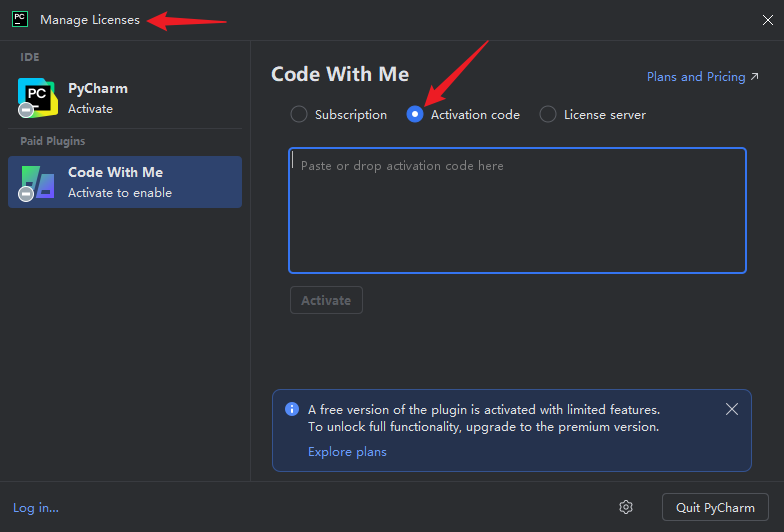 PC
Manage Licenses
IDE
PC
PyCharm
Activate
Paid Plugins
Code With Me
Activate to enable
Code With Me
Plans and Pricing ↗
Subscription
Activation code
License server
Paste or drop activation code here
Activate
A free version of the plugin is activated with limited features.
To unlock full functionality, upgrade to the premium version.
Explore plans
Log in...
Quit PyCharm